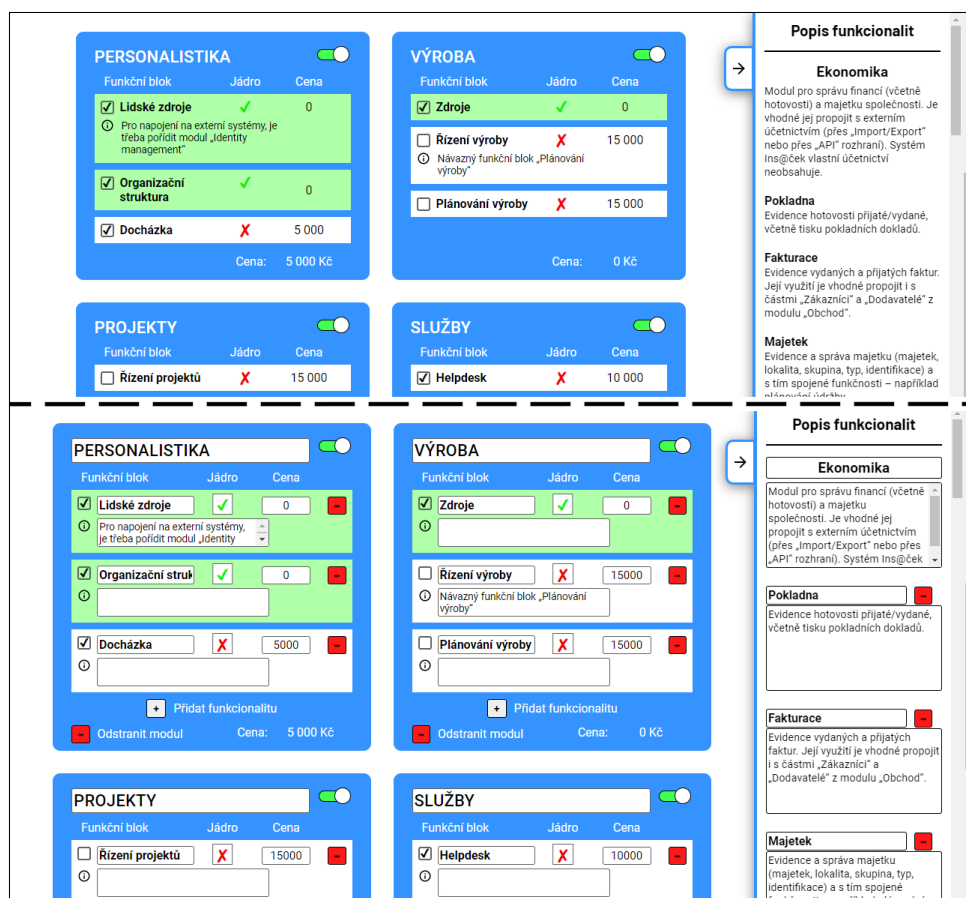 PERSONALISTIKA
Funkční blok Jádro Cena
Lidské zdroje 0
Pro napojení na externí systémy, je
třeba pořídit modul „Identity
management“
Organizační
struktura 0
Docházka 5 000
Cena: 5 000 Kč
VÝROBA
Funkční blok Jádro Cena
Zdroje 0
Řízení výroby 15 000
Návazný funkční blok „Plánování
výroby“
Plánování výroby 15 000
Cena: 0 Kč
PROJEKTY
Funkční blok Jádro Cena
Řízení projektů 15 000
SLUŽBY
Funkční blok Jádro Cena
Helpdesk 10 000
Popis funkcionalit
Ekonomika
Modul pro správu financí (včetně
hotovosti) a majetku společnosti. Je
vhodné jej propojit s externím
účetnictvím (přes „Import/Export“
nebo přes „API“ rozhraní). Systém
Ins@ček vlastní účetnictví
neobsahuje.
Pokladna
Evidence hotovosti přijaté/vydané,
včetně tisku pokladních dokladů.
Fakturace
Evidence vydaných a přijatých faktur.
Její využití je vhodné propojit i s
částmi „Zákazníci“ a „Dodavatelé“ z
modulu „Obchod“.
Majetek
Evidence a správa majetku (majetek,
lokalita, skupina, typ, identifikace) a
s tím spojené funkčnosti – například
plánování údržby
PERSONALISTIKA
Funkční blok Jádro Cena
Lidské zdroje 0
Pro napojení na externí systémy,
je třeba pořídit modul „Identity
Organizační struk 0
Docházka 5000
+ Přidat funkcionalitu
Odstranit modul Cena: 5 000 Kč
VÝROBA
Funkční blok Jádro Cena
Zdroje 0
Řízení výroby 15000
Návazný funkční blok „Plánování
výroby“
Plánování výroby 15000
+ Přidat funkcionalitu
Odstranit modul Cena: 0 Kč
PROJEKTY
Funkční blok Jádro Cena
Řízení projektů 15000
SLUŽBY
Funkční blok Jádro Cena
Helpdesk 10000
Popis funkcionalit
Ekonomika
Modul pro správu financí (včetně
hotovosti) a majetku
společnosti. Je vhodné jej
propojit s externím účetnictvím
(přes „Import/Export“ nebo přes
„API“ rozhraní). Systém Ins@ček
Pokladna
Evidence hotovosti přijaté/vydané,
včetně tisku pokladních dokladů.
Fakturace
Evidence vydaných a přijatých
faktur. Její využití je vhodné propojit
i s částmi „Zákazníci“ a
„Dodavatelé“ z modulu „Obchod“.
Majetek
Evidence a správa majetku
(majetek, lokalita, skupina, typ,
identifikace) a s tím spojené